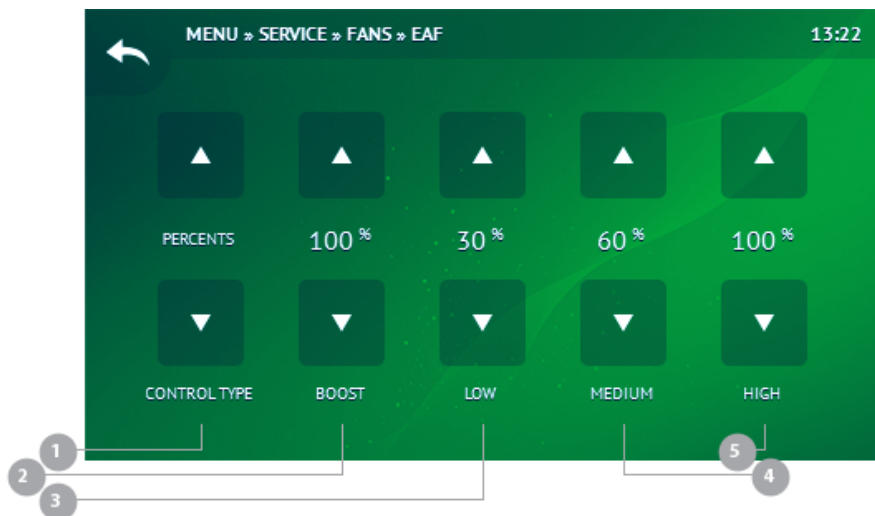 MENU » SERVICE » FANS » EAF 13:22
PERCENTS 100 % 30 % 60 % 100 %
CONTROL TYPE BOOST LOW MEDIUM HIGH
1
5
2
4
3